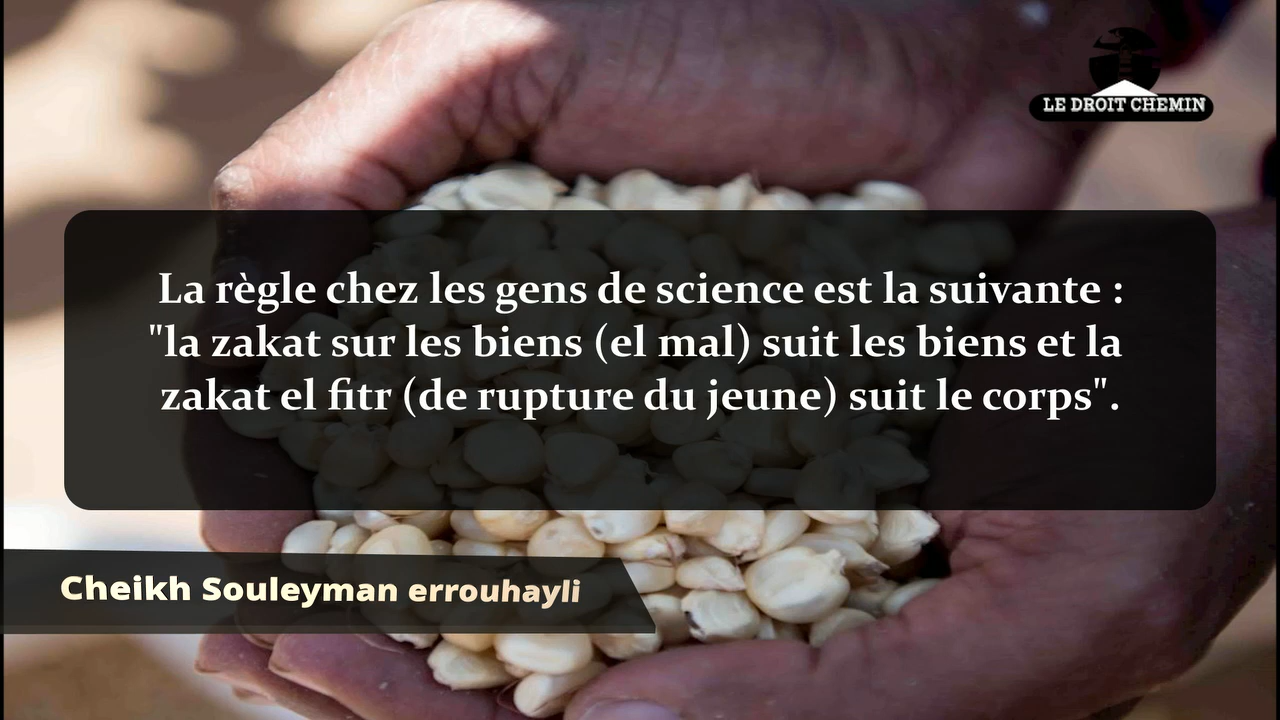 LE DROIT CHEMIN
La règle chez les gens de science est la suivante :
"la zakat sur les biens (el mal) suit les biens et la
zakat el fitr (de rupture du jeune) suit le corps".
Cheikh Souleyman errouhayli